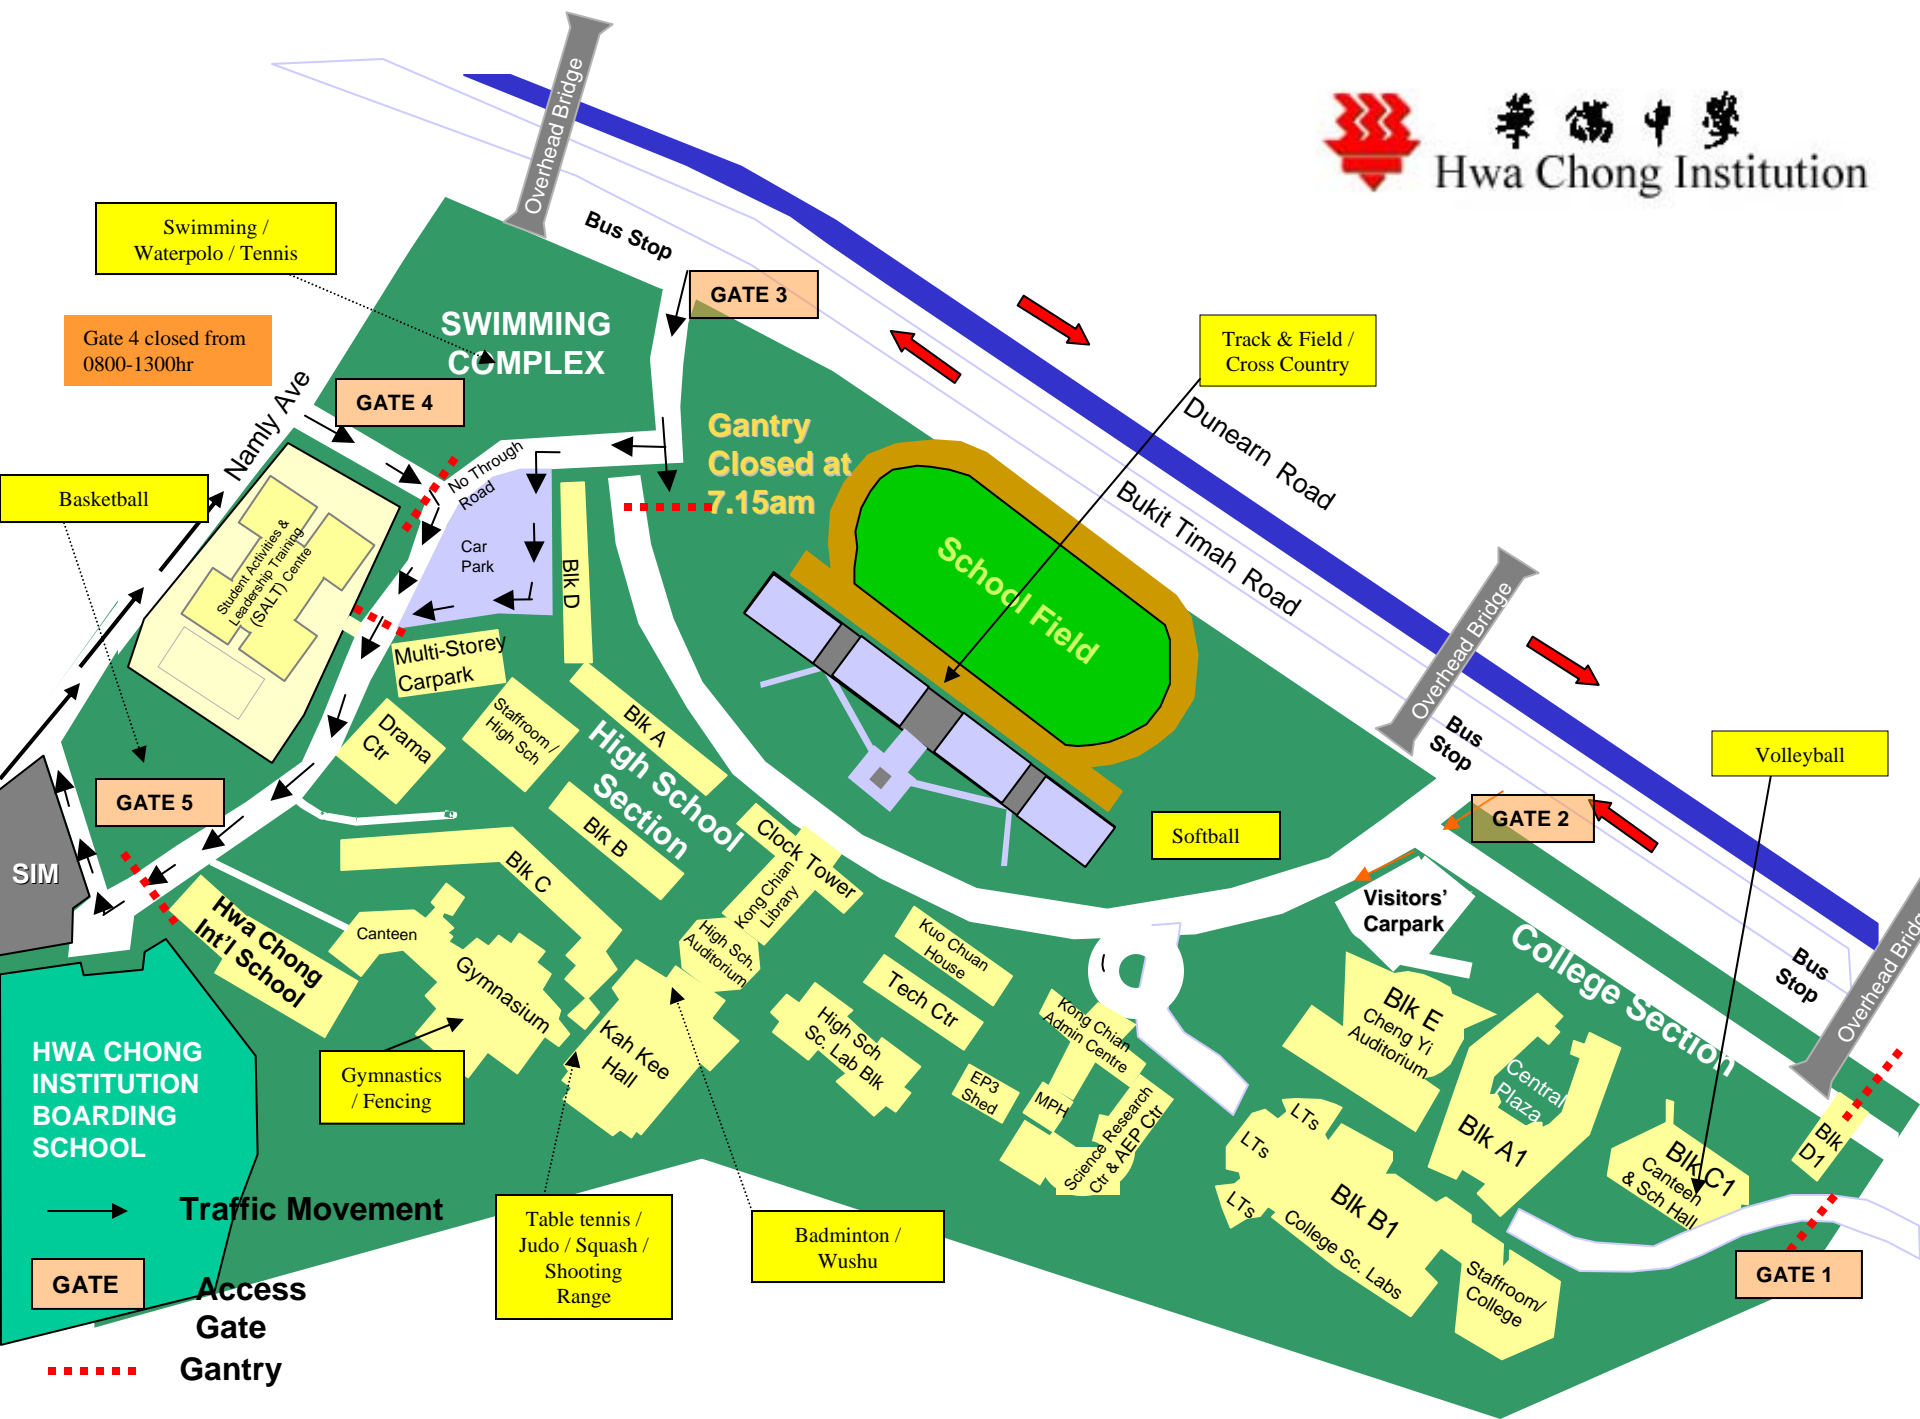 華僑中學
Hwa Chong Institution
Overhead Bridge
Bus Stop
Swimming /
Waterpolo / Tennis
GATE 3
SWIMMING
COMPLEX
Gate 4 closed from
0800-1300hr
Track & Field /
Cross Country
Namly Ave
GATE 4
Dunearn Road
Gantry
Closed at
7.15am
No Through
Road
Basketball
Bukit Timah Road
Student Activities &
Leadership Training
(SALT) Centre
Car
Park
Blk D
School Field
Overhead Bridge
Multi-Storey
Carpark
Drama
Ctr
Staffroom /
High Sch
Blk A
High School
Section
Bus
Stop
Volleyball
GATE 5
Blk B
Clock Tower
Softball
GATE 2
SIM
Blk C
Kong Chian
Library
Visitors'
Carpark
Hwa Chong
Int'l School
Canteen
High Sch.
Auditorium
Kuo Chuan
House
College Section
Bus
Stop
Overhead Bridge
Gymnasium
Tech Ctr
Kah Kee
Hall
High Sch
Sc. Lab Blk
Kong Chian
Admin Centre
Blk E
Cheng Yi
Auditorium
HWA CHONG
INSTITUTION
BOARDING
SCHOOL
Gymnastics
/ Fencing
EP3
Shed
MPH
Science Research
Ctr & AEP Ctr
Central
Plaza
LTs
LTs
LTs
Blk A1
Blk C1
Canteen
& Sch Hall
Blk
D1
Blk B1
College Sc. Labs
Staffroom/
College
Traffic Movement
Table tennis /
Judo / Squash /
Shooting
Range
Badminton /
Wushu
GATE 1
GATE
Access
Gate
Gantry